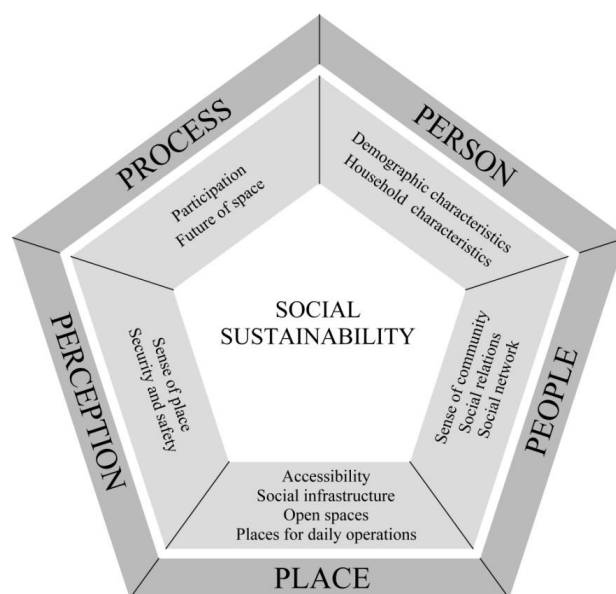 PROCESS
Participation
Future of space
PERSON
Demographic characteristics
Household characteristics
SOCIAL
SUSTAINABILITY
PERCEPTION
Sense of place
Security and safety
PEOPLE
Sense of community
Social relations
Social network
Accessibility
Social infrastructure
Open spaces
Places for daily operations
PLACE